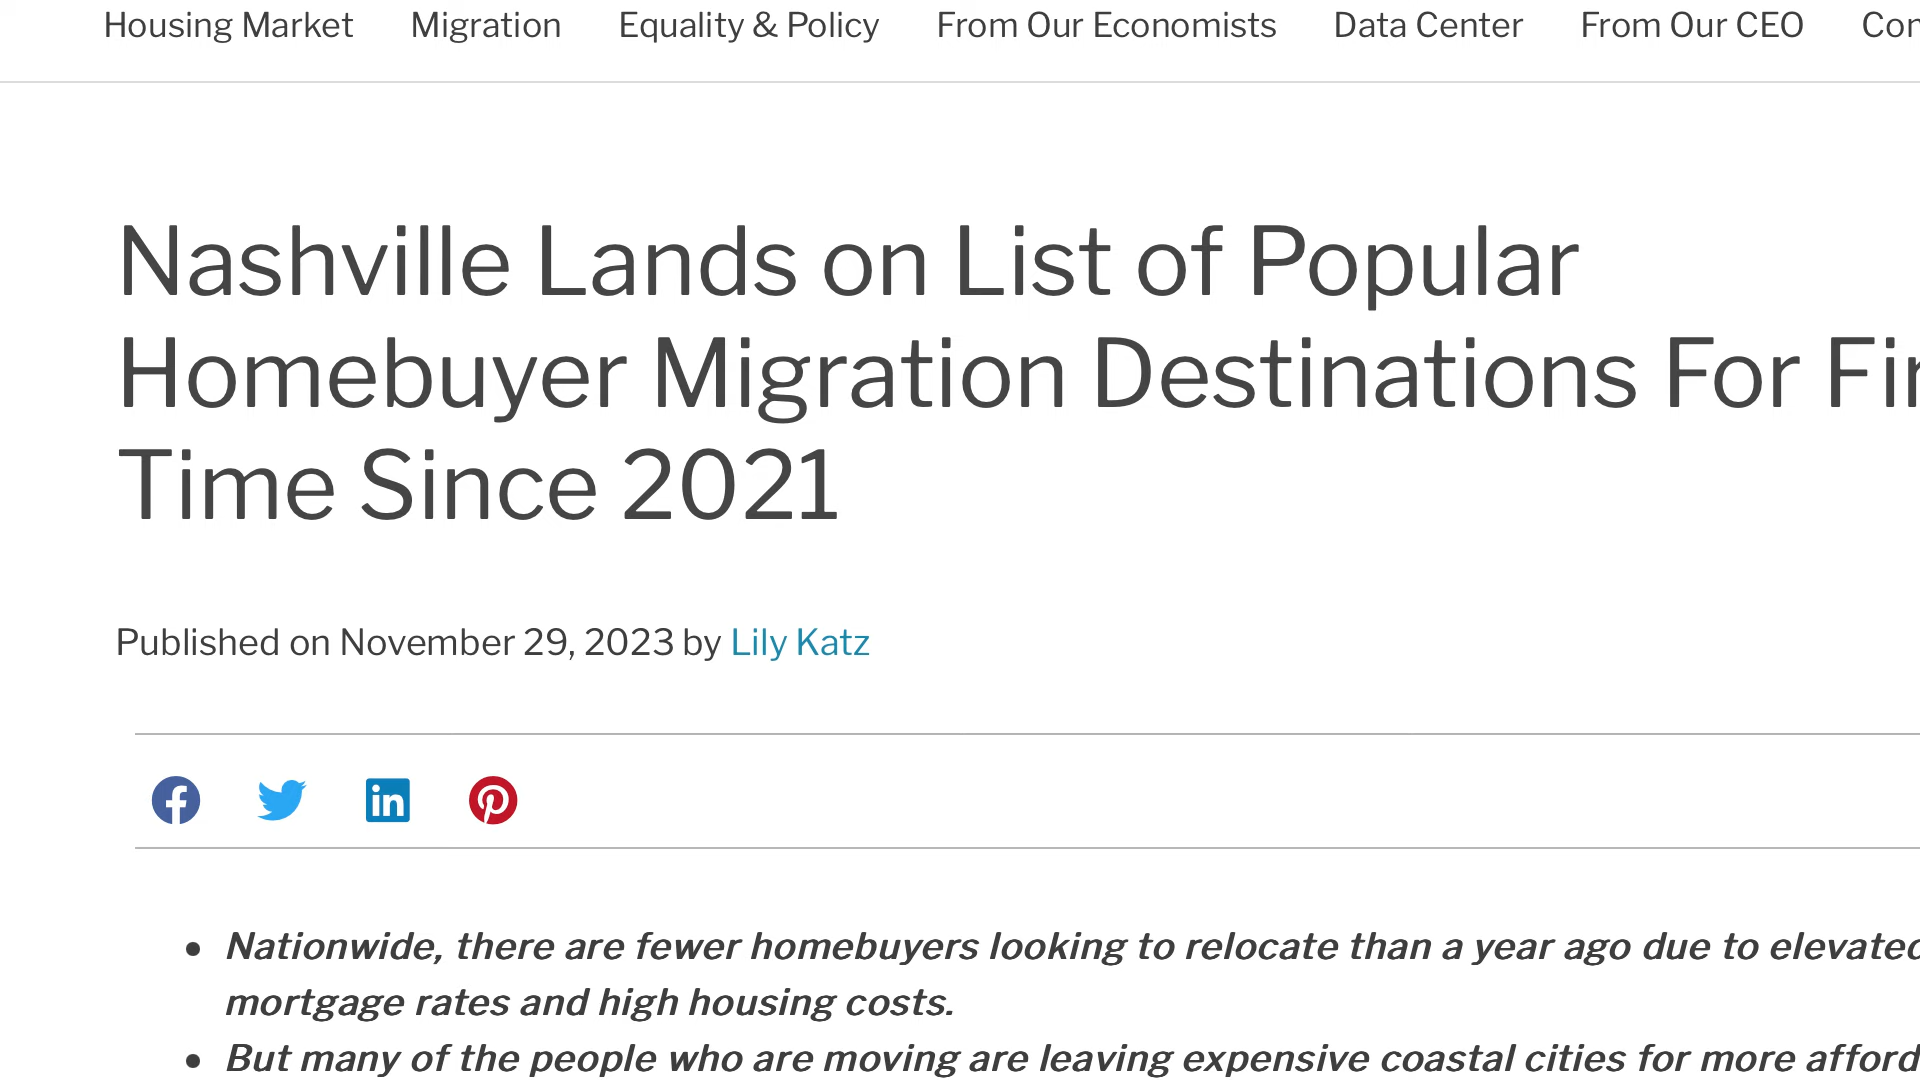 Housing Market Migration Equality & Policy From Our Economists Data Center From Our CEO
Nashville Lands on List of Popular
Homebuyer Migration Destinations For
Time Since 2021
Published on November 29, 2023 by Lily Katz
Nationwide, there are fewer homebuyers looking to relocate than a year ago due to elevated
mortgage rates and high housing costs.
But many of the people who are moving are leaving expensive coastal cities for more